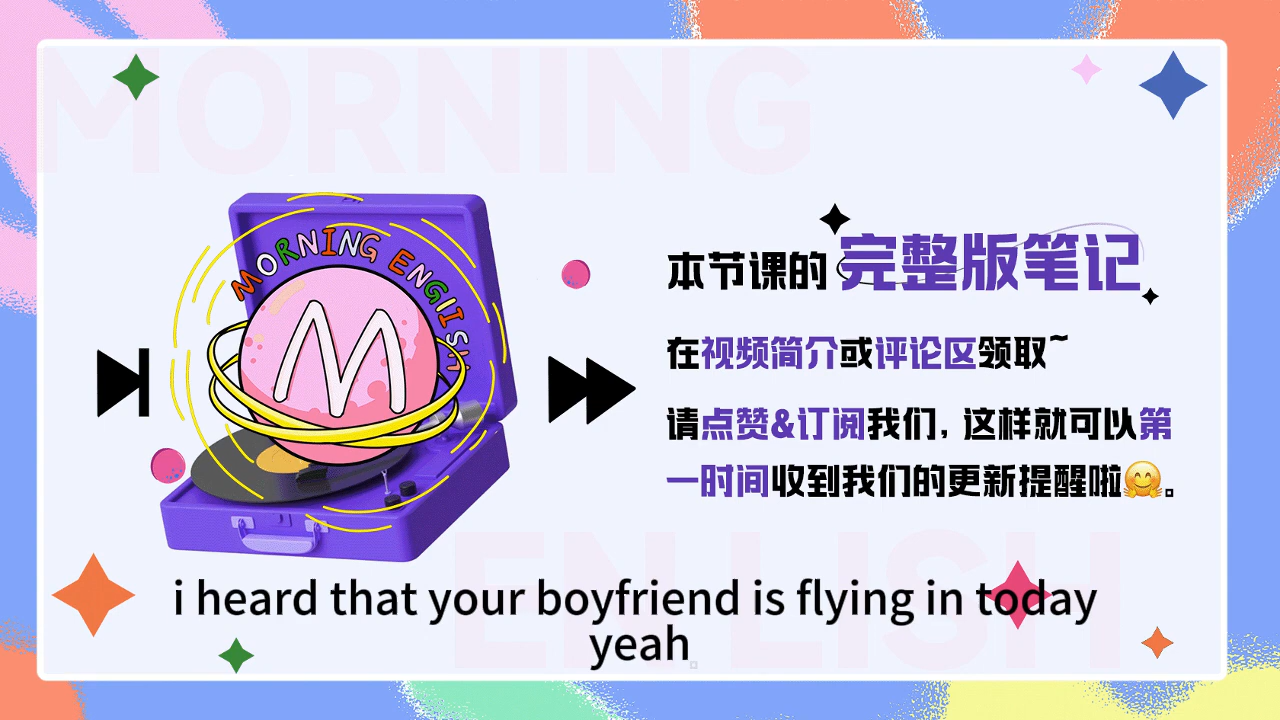 MORNING
MORNING ENGlISH
M
本节课的 完整版笔记
在视频简介或评论区领取~
请点赞&订阅我们, 这样就可以第
一时间收到我们的更新提醒啦🤗。
ENLISH
i heard that your boyfriend is flying in today
yeah